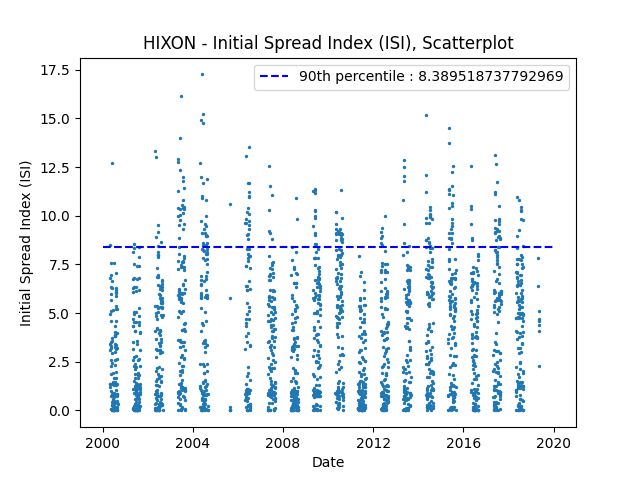 HIXON - Initial Spread Index (ISI), Scatterplot
90th percentile : 8.389518737792969
17.5
15.0
12.5
10.0
7.5
5.0
2.5
0.0
Initial Spread Index (ISI)
2000 2004 2008 2012 2016 2020
Date